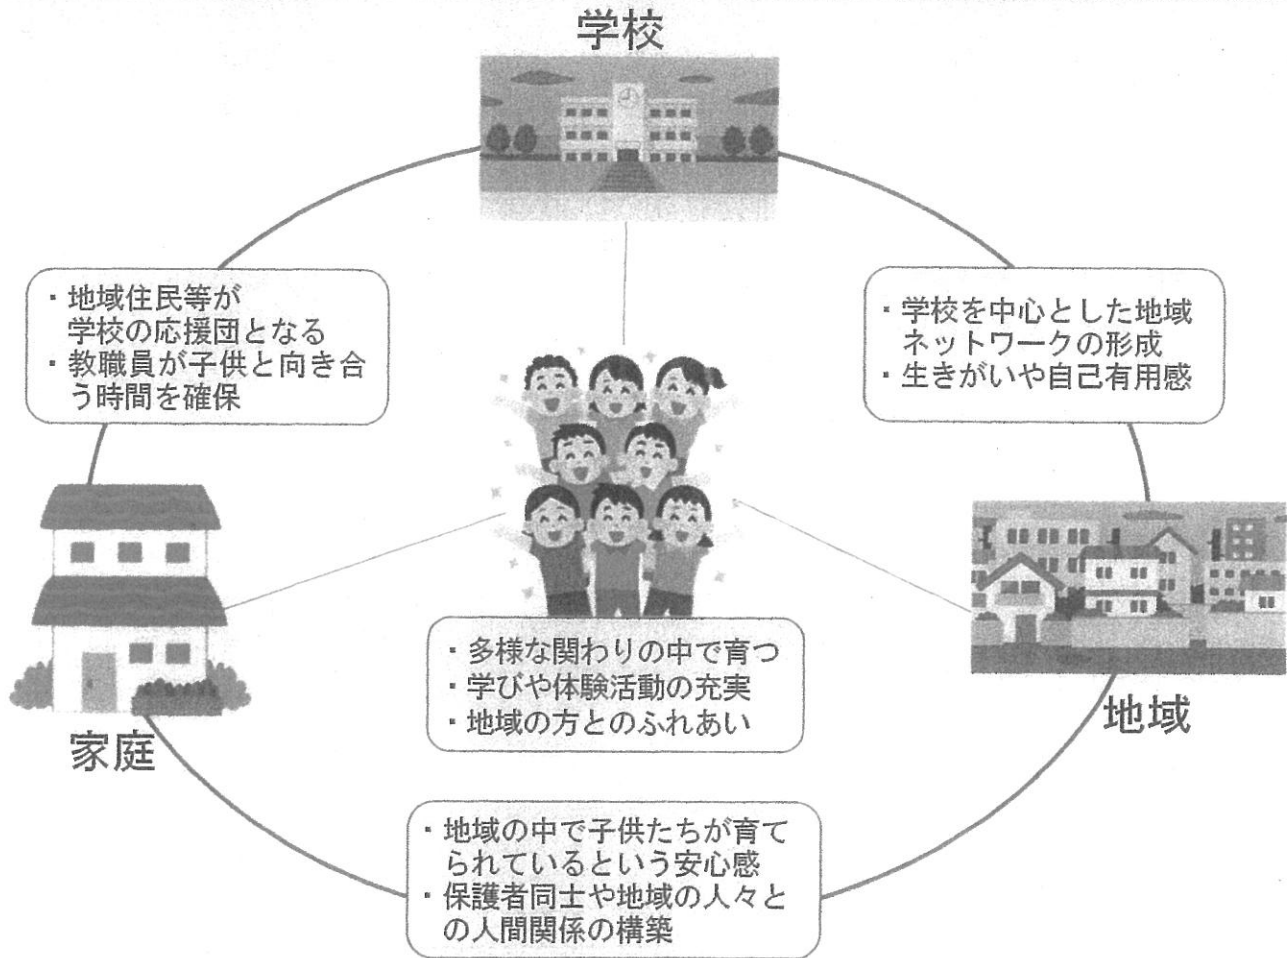 学校
・地域住民等が
学校の応援団となる
・教職員が子供と向き合
う時間を確保
・学校を中心とした地域
ネットワークの形成
・生きがいや自己有用感
・多様な関わりの中で育つ
・学びや体験活動の充実
・地域の方とのふれあい
家庭
地域
・地域の中で子供たちが育て
られているという安心感
・保護者同士や地域の人々と
の人間関係の構築